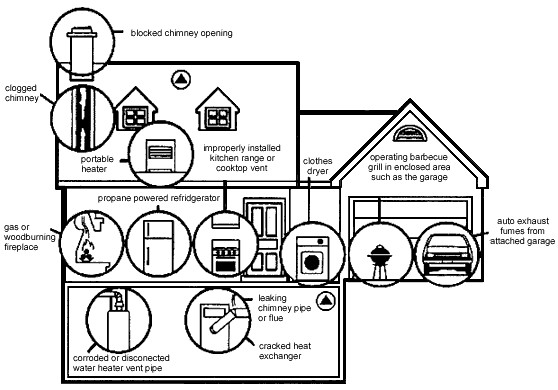 blocked chimney opening
clogged
chimney
portable
heater
improperly installed
kitchen range or
cooktop vent
clothes
dryer
operating barbecue
grill in enclosed area
such as the garage
propane powered refridgerator
gas or
woodburning
fireplace
auto exhaust
fumes from
attached garage
leaking
chimney pipe
or flue
corroded or disconected
water heater vent pipe
cracked heat
exchanger